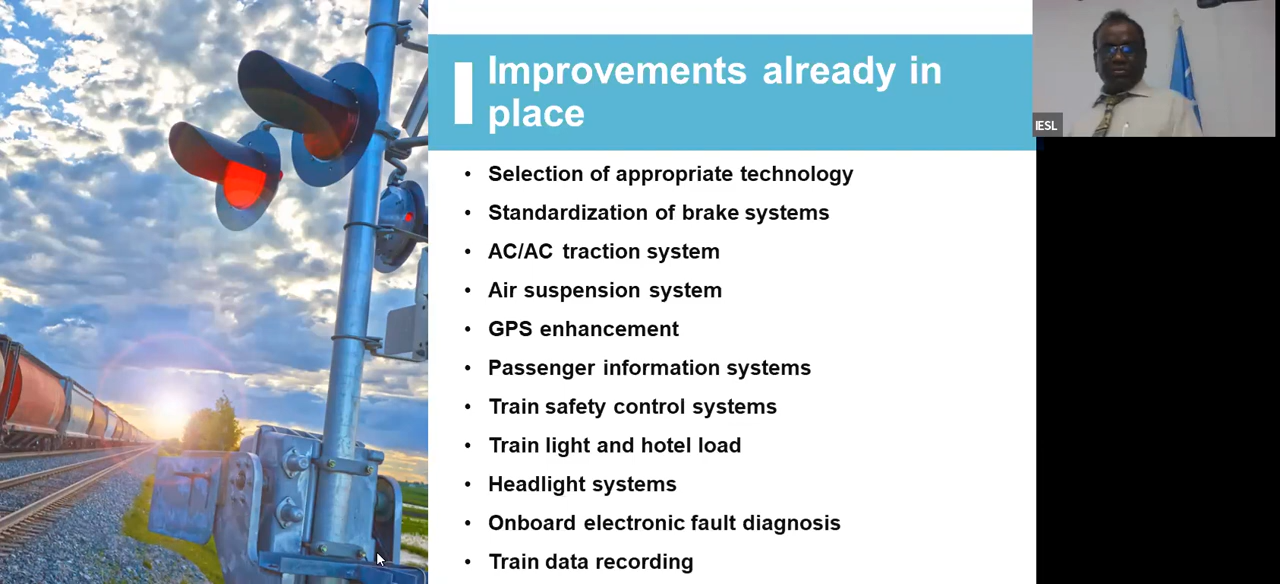 Improvements already in
place
• Selection of appropriate technology
• Standardization of brake systems
• AC/AC traction system
• Air suspension system
• GPS enhancement
• Passenger information systems
• Train safety control systems
• Train light and hotel load
• Headlight systems
• Onboard electronic fault diagnosis
• Train data recording
IESL